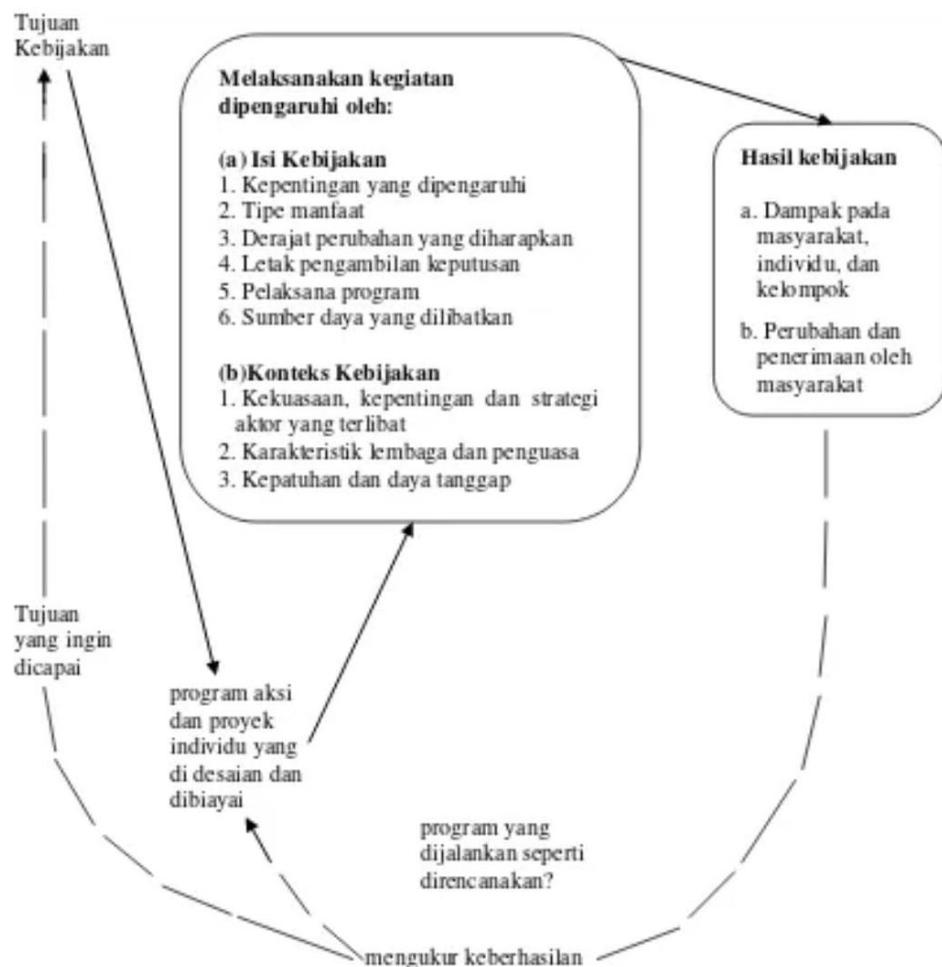 Tujuan
Kebijakan
Melaksanakan kegiatan
dipengaruhi oleh:
(a) Isi Kebijakan
1. Kepentingan yang dipengaruhi
2. Tipe manfaat
3. Derajat perubahan yang diharapkan
4. Letak pengambilan keputusan
5. Pelaksana program
6. Sumber daya yang dilibatkan
(b)Konteks Kebijakan
1. Kekuasaan, kepentingan dan strategi
aktor yang terlibat
2. Karakteristik lembaga dan penguasa
3. Kepatuhan dan daya tanggap
Hasil kebijakan
a. Dampak pada
masyarakat,
individu, dan
kelompok
b. Perubahan dan
penerimaan oleh
masyarakat
Tujuan
yang ingin
dicapai
program aksi
dan proyek
individu yang
di desaian dan
dibiayai
program yang
dijalankan seperti
direncanakan?
mengukur keberhasilan